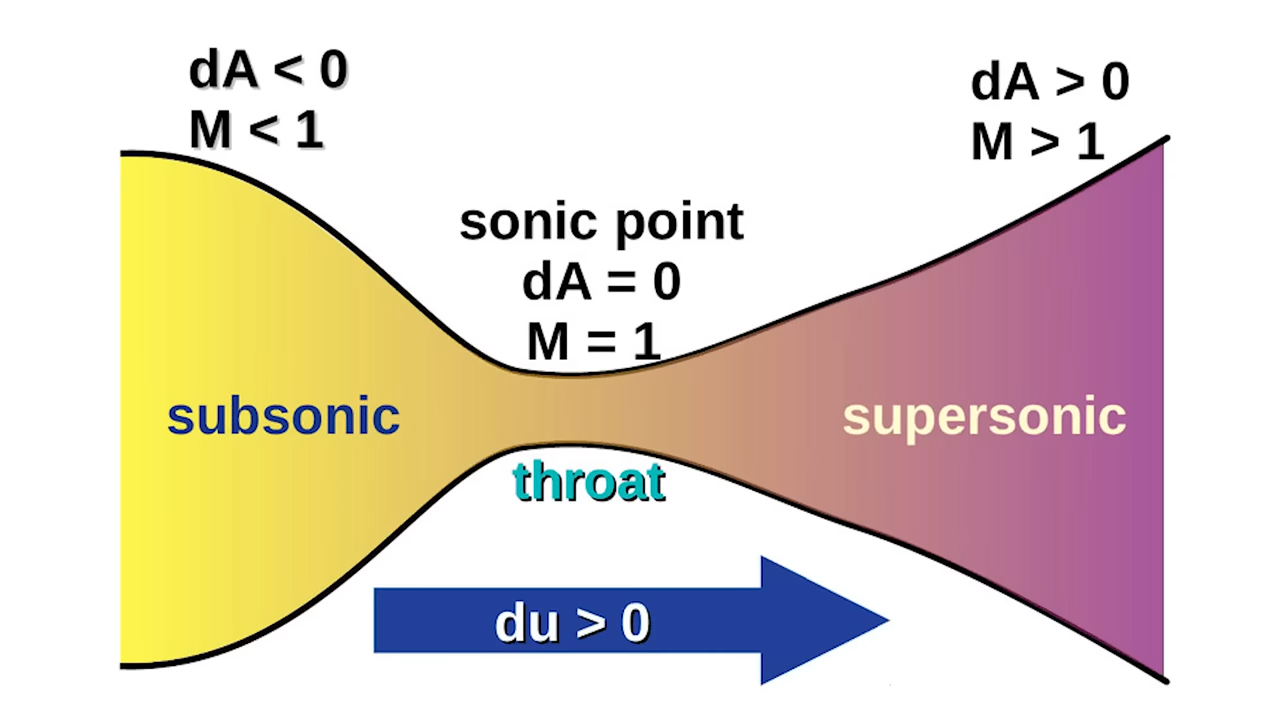 dA < 0
M < 1
dA > 0
M > 1
sonic point
dA = 0
M = 1
subsonic
supersonic
throat
du > 0